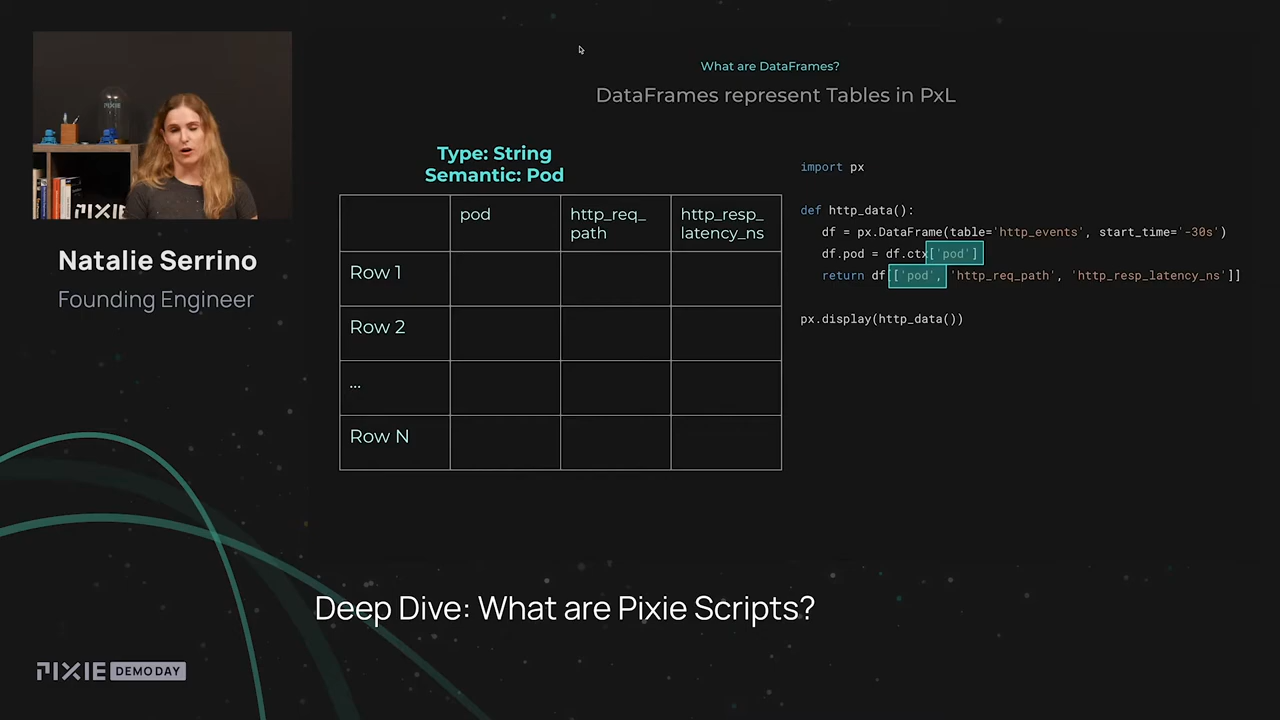 What are DataFrames?
DataFrames represent Tables in PxL
PIXIE
Natalie Serrino
Founding Engineer
Type: String
Semantic: Pod
pod
http_req_
path
http_resp_
latency_ns
Row 1
Row 2
...
Row N
import px
def http_data():
df = px.DataFrame(table='http_events', start_time='-30s')
df.pod = df.ctx['pod']
return df[['pod', 'http_req_path', 'http_resp_latency_ns']]
px.display(http_data())
Deep Dive: What are Pixie Scripts?
PIXIE DEMO DAY